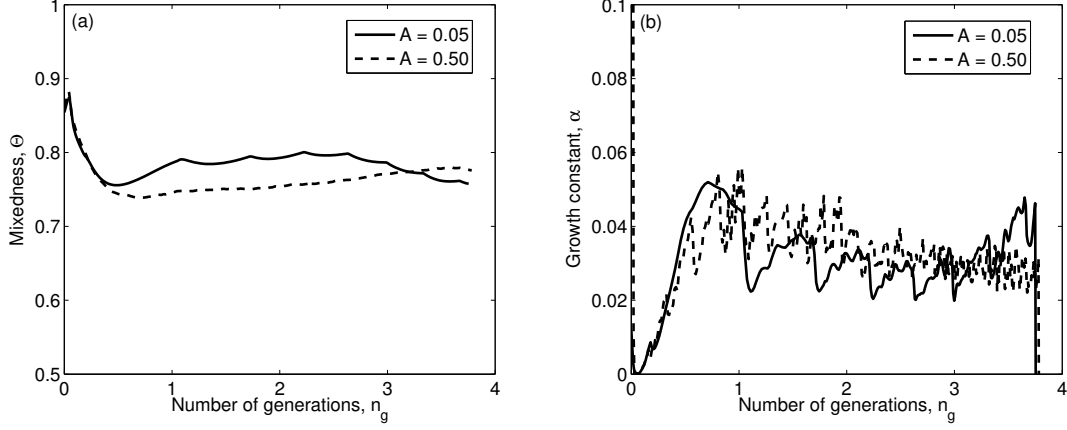 (a)
A = 0.05
A = 0.50
1
0.9
0.8
0.7
0.6
0.5
Mixedness, Θ
0 1 2 3 4
Number of generations, n_g
(b)
A = 0.05
A = 0.50
0.1
0.08
0.06
0.04
0.02
0
Growth constant, α
0 1 2 3 4
Number of generations, n_g